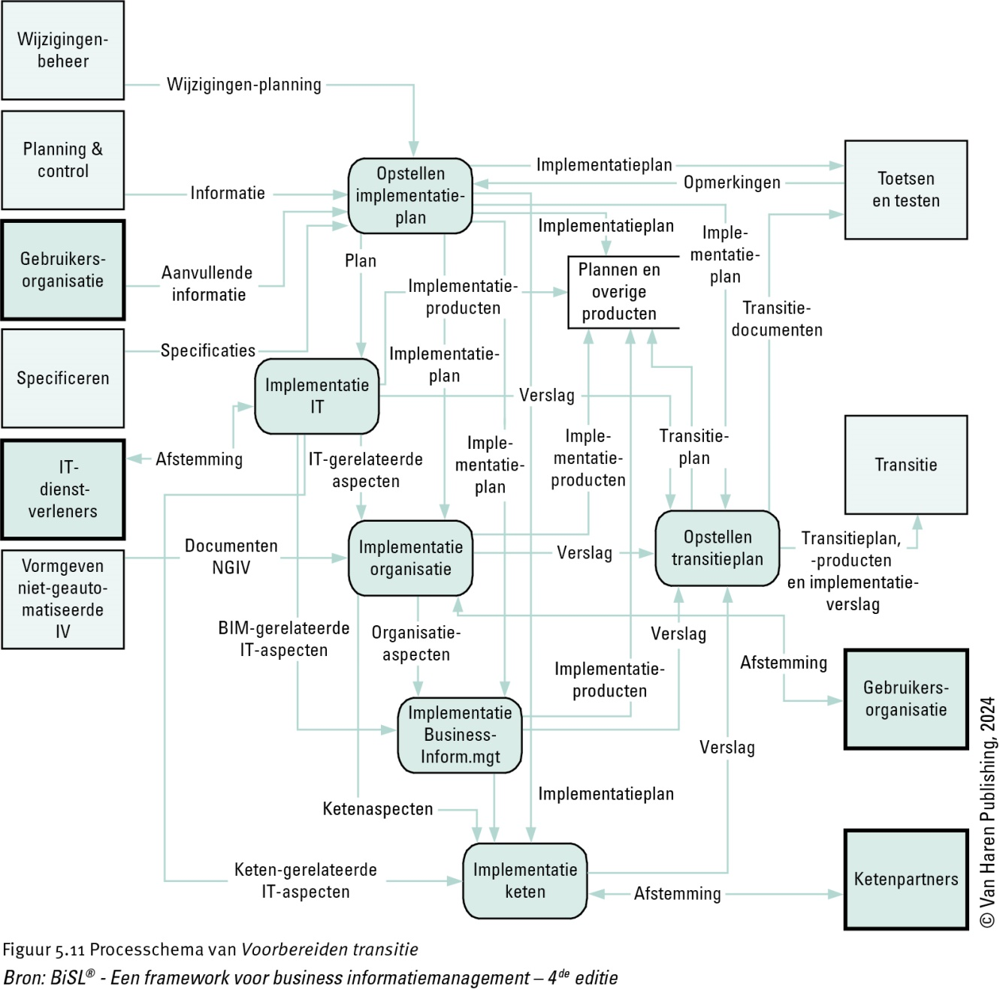 Wijzigingen-
beheer
Wijzigingen-planning
Planning &
control
Informatie
Opstellen
implementatie-
plan
Implementatieplan
Opmerkingen
Toetsen
en testen
Gebruikers-
organisatie
Aanvullende
informatie
Plan
Implementatieplan
Imple-
mentatie-
plan
Implementatie-
producten
Plannen en
overige
producten
Transitie-
documenten
Specificeren
Specificaties
Implementatie-
plan
Implementatie
IT
Verslag
IT-
dienst-
verleners
Afstemming
IT-gerelateerde
aspecten
Imple-
mentatie-
plan
Imple-
mentatie-
producten
Transitie-
plan
Transitie
Vormgeven
niet-geauto-
matiseerde
IV
Documenten
NGIV
Implementatie
organisatie
Verslag
Opstellen
transitieplan
Transitieplan,
-producten
en implementatie-
verslag
BIM-gerelateerde
IT-aspecten
Organisatie-
aspecten
Implementatie-
producten
Verslag
Afstemming
Gebruikers-
organisatie
Implementatie
Business-
Inform.mgt
Verslag
Ketenaspecten
Implementatieplan
Keten-gerelateerde
IT-aspecten
Implementatie
keten
Afstemming
Ketenpartners
© Van Haren Publishing, 2024
Figuur 5.11 Processchema van Voorbereiden transitie
Bron: BiSL® - Een framework voor business informatiemanagement – 4de editie